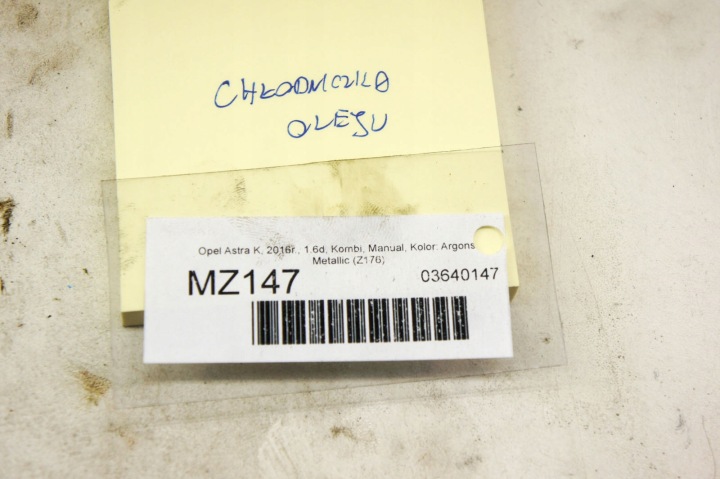 CHŁODNICZKA
OLEJU
Opel Astra K, 2016r., 1.6d, Kombi, Manual, Kolor: Argons
Metallic (Z176)
MZ147
03640147